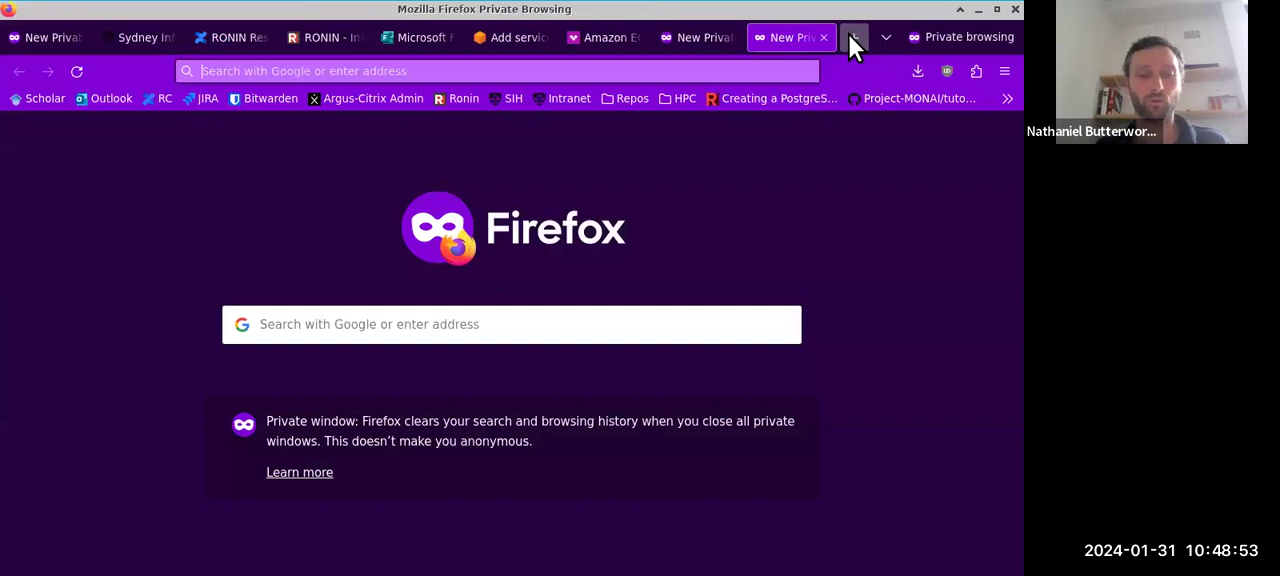 Mozilla Firefox Private Browsing
New Privat
Sydney Inf
RONIN Res
RONIN - In
Microsoft F
Add servic
Amazon EC
New Privat
New Priv
Private browsing
Search with Google or enter address
Scholar
Outlook
RC
JIRA
Bitwarden
Argus-Citrix Admin
Ronin
SIH
Intranet
Repos
HPC
Creating a PostgreS...
Project-MONAI/tuto...
Nathaniel Butterwor...
Firefox
Search with Google or enter address
Private window: Firefox clears your search and browsing history when you close all private
windows. This doesn't make you anonymous.
Learn more
2024-01-31 10:48:53